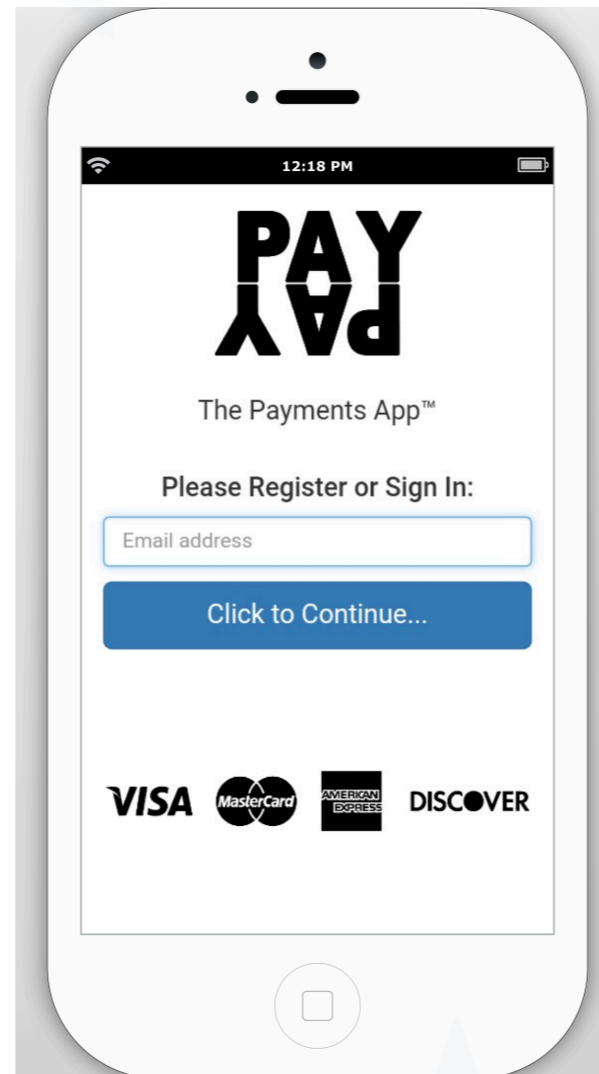 12:18 PM
PAY
PAY
The Payments App™
Please Register or Sign In:
Email address
Click to Continue...
VISA MasterCard AMERICAN EXPRESS DISCOVER